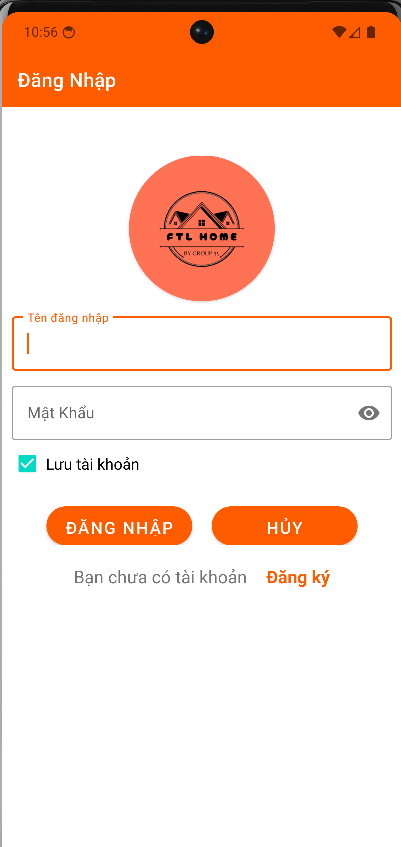 10:56
Đăng Nhập
FTL HOME
BY GROUP
Tên đăng nhập
Mật Khẩu
Lưu tài khoản
ĐĂNG NHẬP
HỦY
Bạn chưa có tài khoản Đăng ký